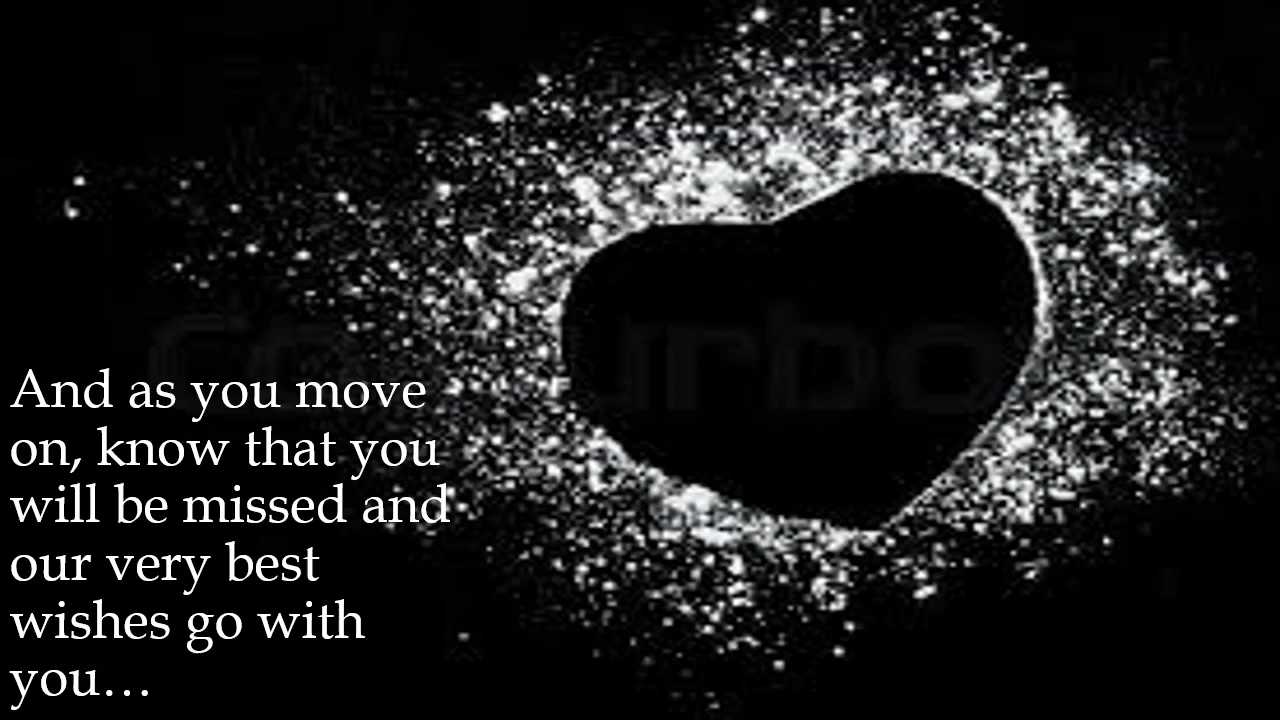 And as you move
on, know that you
will be missed and
our very best
wishes go with
you…